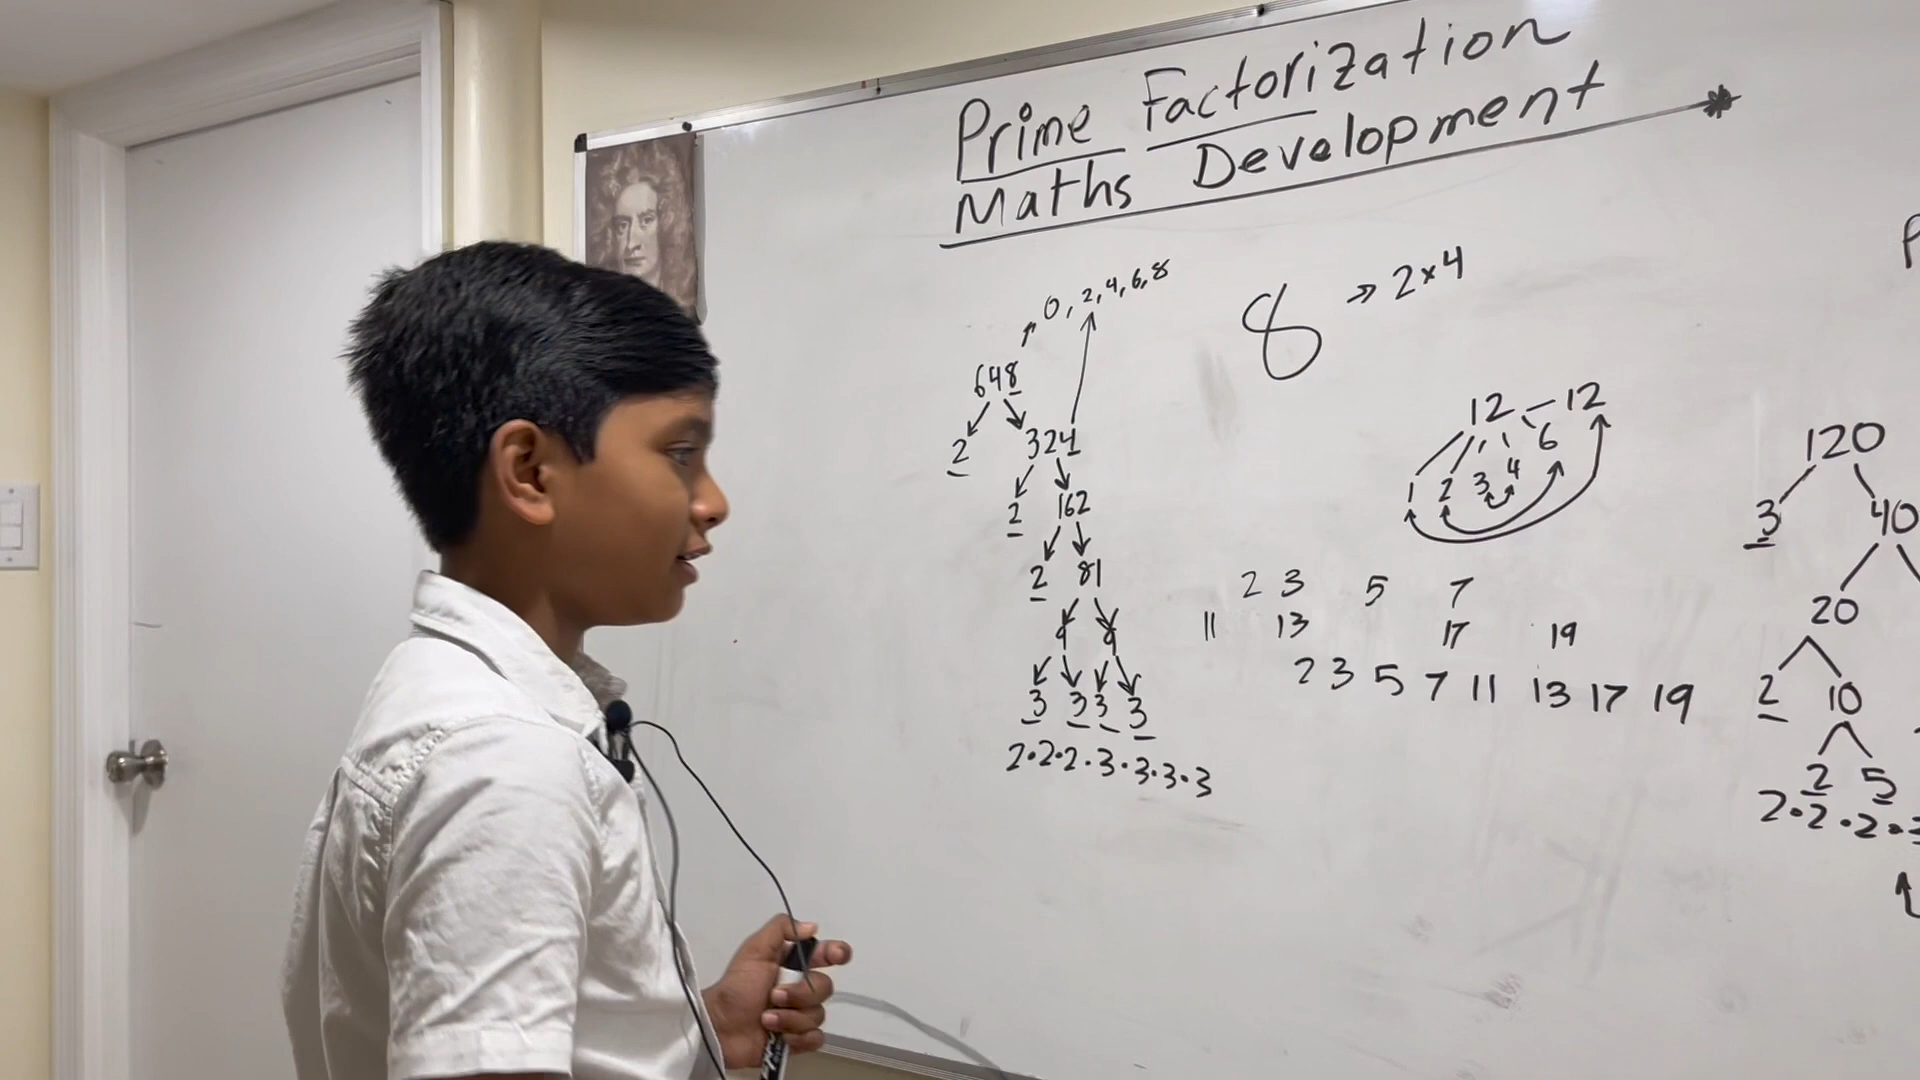 Prime Factorization
Maths Development
0, 2, 4, 6, 8
648
2 324
2 162
2 81
3 3 3 3
2·2·2·3·3·3·3
8 → 2×4
12 12
1 2 3 4 6
2 3 5 7
11 13 17 19
2 3 5 7 11 13 17 19
120
3 40
20
2 10
2 5
2·2·2·3